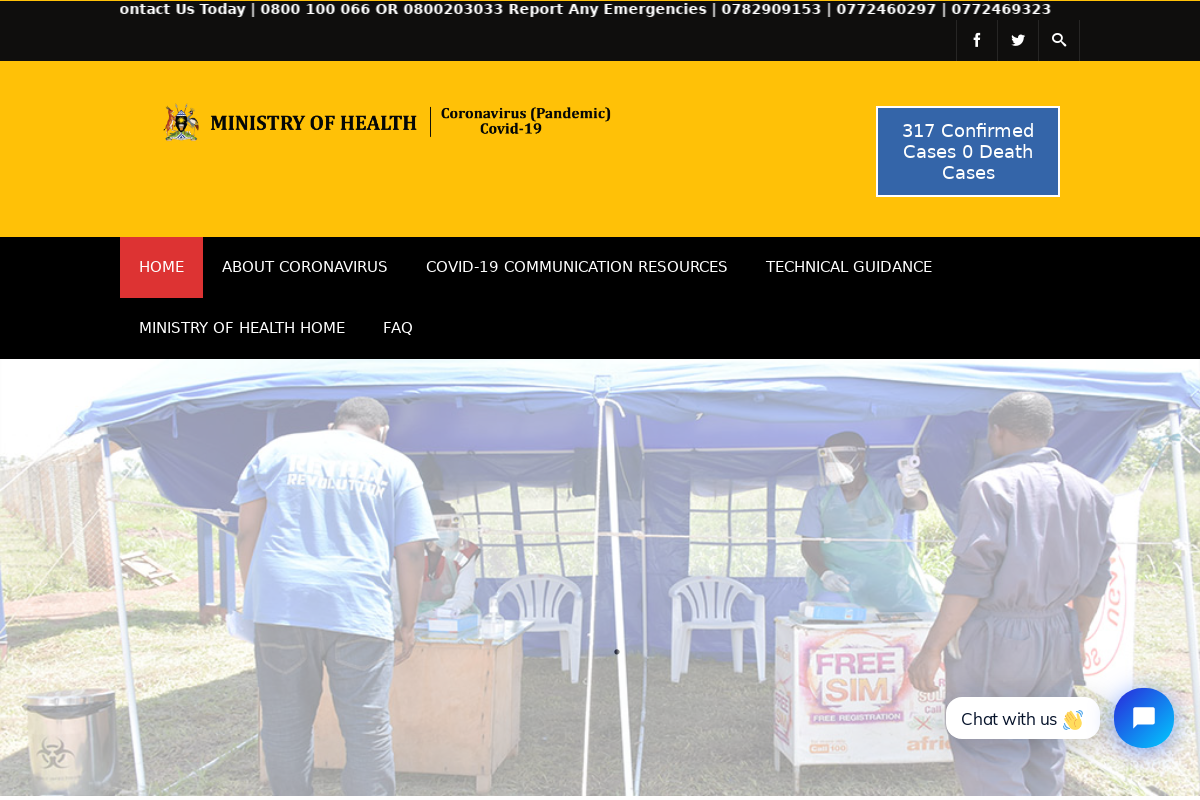 ontact Us Today | 0800 100 066 OR 0800203033 Report Any Emergencies | 0782909153 | 0772460297 | 0772469323
MINISTRY OF HEALTH
Coronavirus (Pandemic)
Covid-19
317 Confirmed
Cases 0 Death
Cases
HOME ABOUT CORONAVIRUS COVID-19 COMMUNICATION RESOURCES TECHNICAL GUIDANCE
MINISTRY OF HEALTH HOME FAQ
REVOLUTION
FREE
SIM
FREE REGISTRATION
Call
100
Chat with us 👋